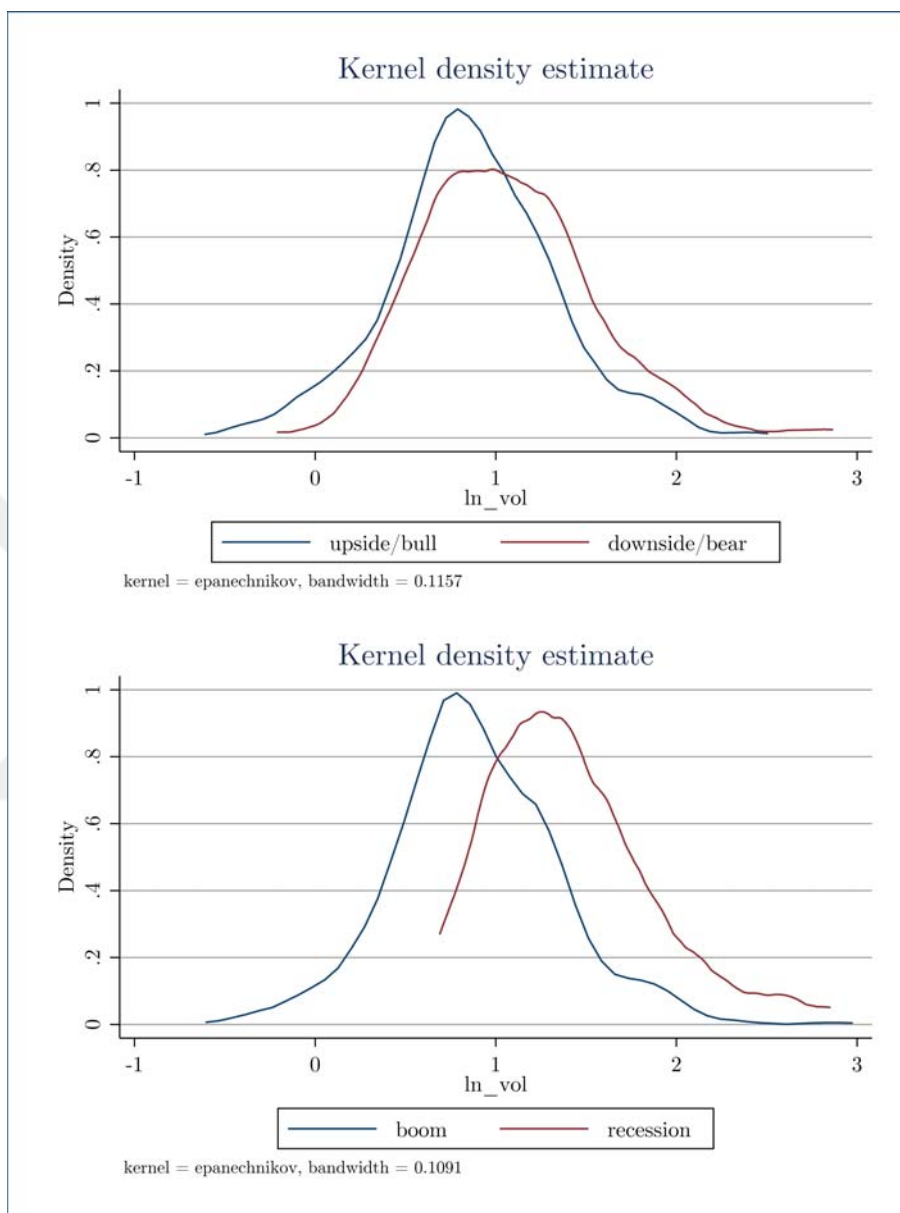 Kernel density estimate
1
.8
.6
.4
.2
0
Density
-1 0 1 2 3
ln_vol
upside/bull downside/bear
kernel = epanechnikov, bandwidth = 0.1157
Kernel density estimate
1
.8
.6
.4
.2
0
Density
-1 0 1 2 3
ln_vol
boom recession
kernel = epanechnikov, bandwidth = 0.1091